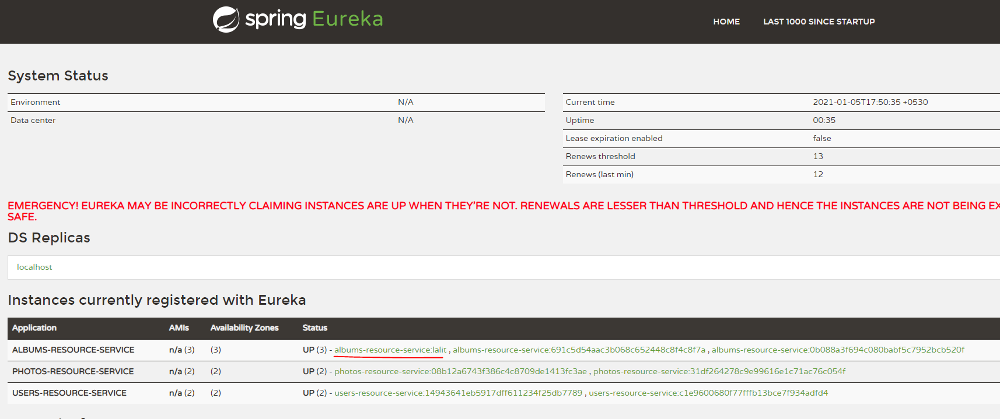 spring Eureka
HOME LAST 1000 SINCE STARTUP
System Status
Environment N/A
Data center N/A
Current time 2021-01-05T17:50:35 +0530
Uptime 00:35
Lease expiration enabled false
Renews threshold 13
Renews (last min) 12
EMERGENCY! EUREKA MAY BE INCORRECTLY CLAIMING INSTANCES ARE UP WHEN THEY'RE NOT. RENEWALS ARE LESSER THAN THRESHOLD AND HENCE THE INSTANCES ARE NOT BEING EX
SAFE.
DS Replicas
localhost
Instances currently registered with Eureka
Application AMIs Availability Zones Status
ALBUMS-RESOURCE-SERVICE n/a (3) (3) UP (3) - albums-resource-service:lalit , albums-resource-service:691c5d54aac3b068c652448c8f4c8f7a , albums-resource-service:0b088a3f694c080babf5c7952bcb520f
PHOTOS-RESOURCE-SERVICE n/a (2) (2) UP (2) - photos-resource-service:08b12a6743f386c4c8709de1413fc3ae , photos-resource-service:31df264278c9e99616e1c71ac76c054f
USERS-RESOURCE-SERVICE n/a (2) (2) UP (2) - users-resource-service:14943641eb5917dff611234f25db7789 , users-resource-service:c1e9600680f77fffb13bce7f934adfd4